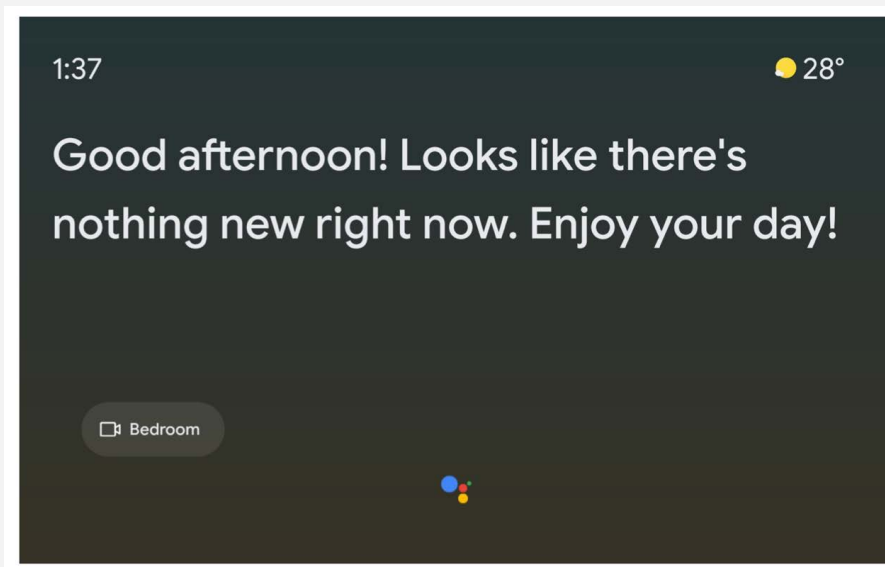 1:37
28°
Good afternoon! Looks like there's
nothing new right now. Enjoy your day!
Bedroom